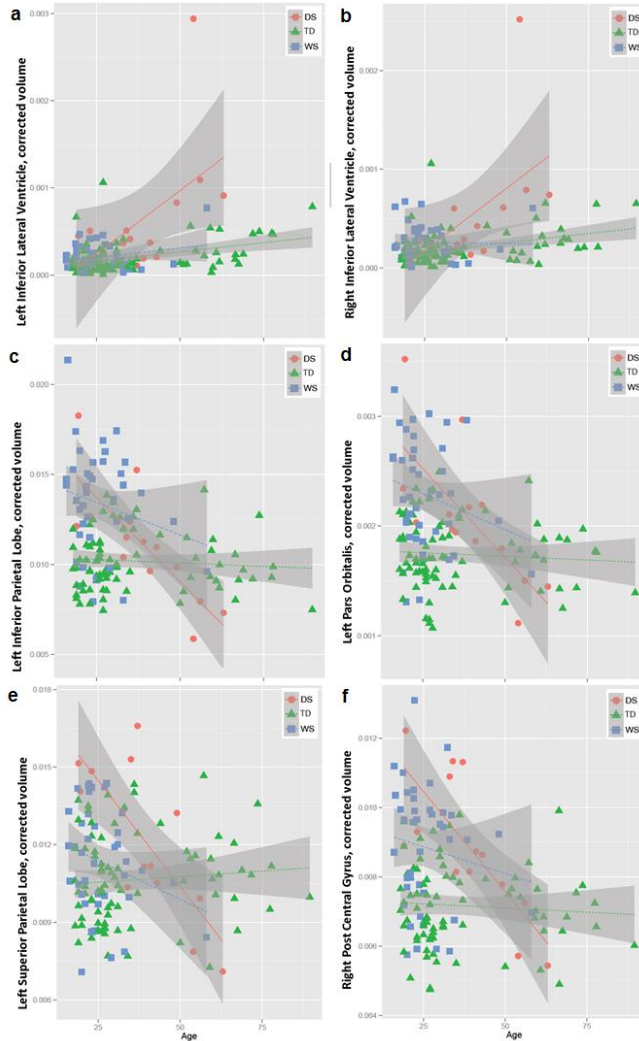 a
Left Inferior Lateral Ventricle, corrected volume
0.003
0.002
0.001
0.000
DS
TD
WS
b
Right Inferior Lateral Ventricle, corrected volume
0.002
0.001
0.000
DS
TD
WS
c
Left Inferior Parietal Lobe, corrected volume
0.020
0.015
0.010
0.005
DS
TD
WS
d
Left Pars Orbitalis, corrected volume
0.003
0.002
0.001
DS
TD
WS
e
Left Superior Parietal Lobe, corrected volume
0.018
0.015
0.012
0.009
0.006
DS
TD
WS
25 50 75
Age
f
Right Post Central Gyrus, corrected volume
0.012
0.010
0.008
0.006
0.004
DS
TD
WS
25 50 75
Age